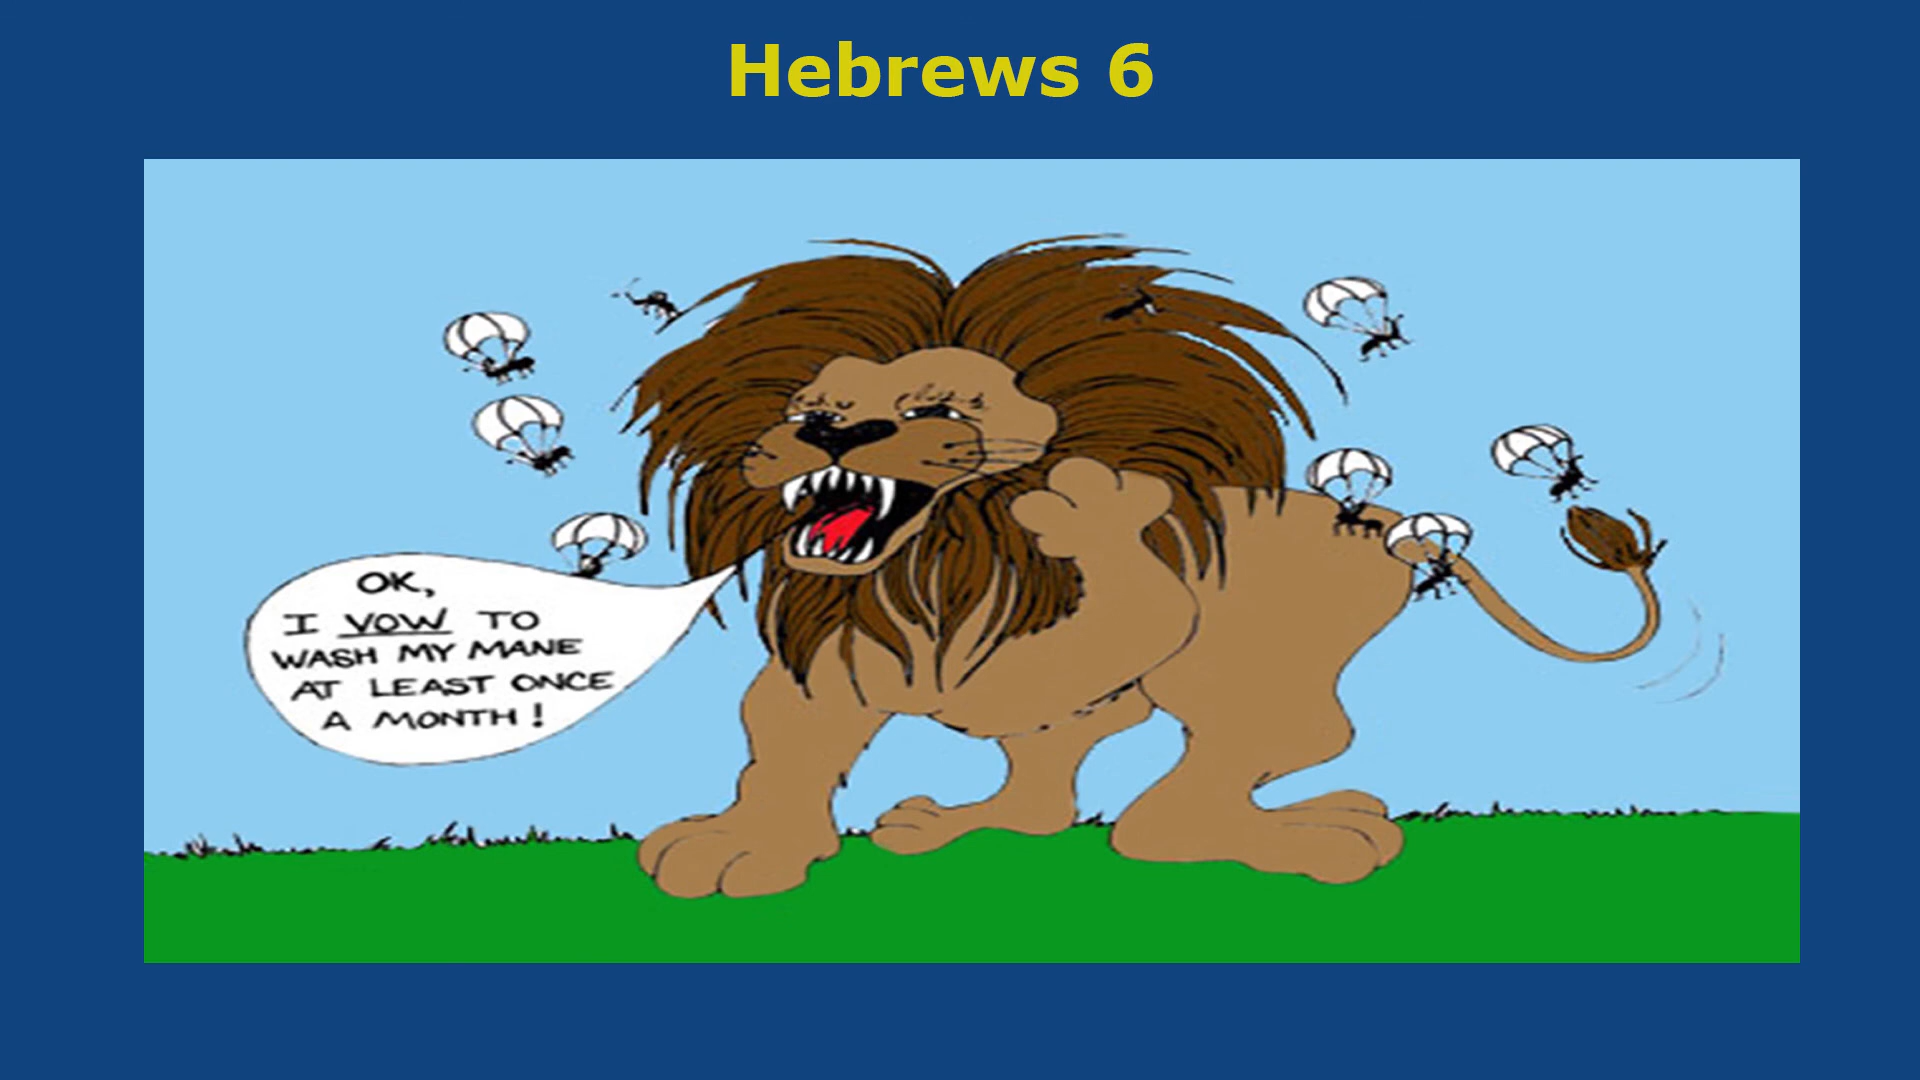 Hebrews 6
OK,
I VOW TO
WASH MY MANE
AT LEAST ONCE
A MONTH!